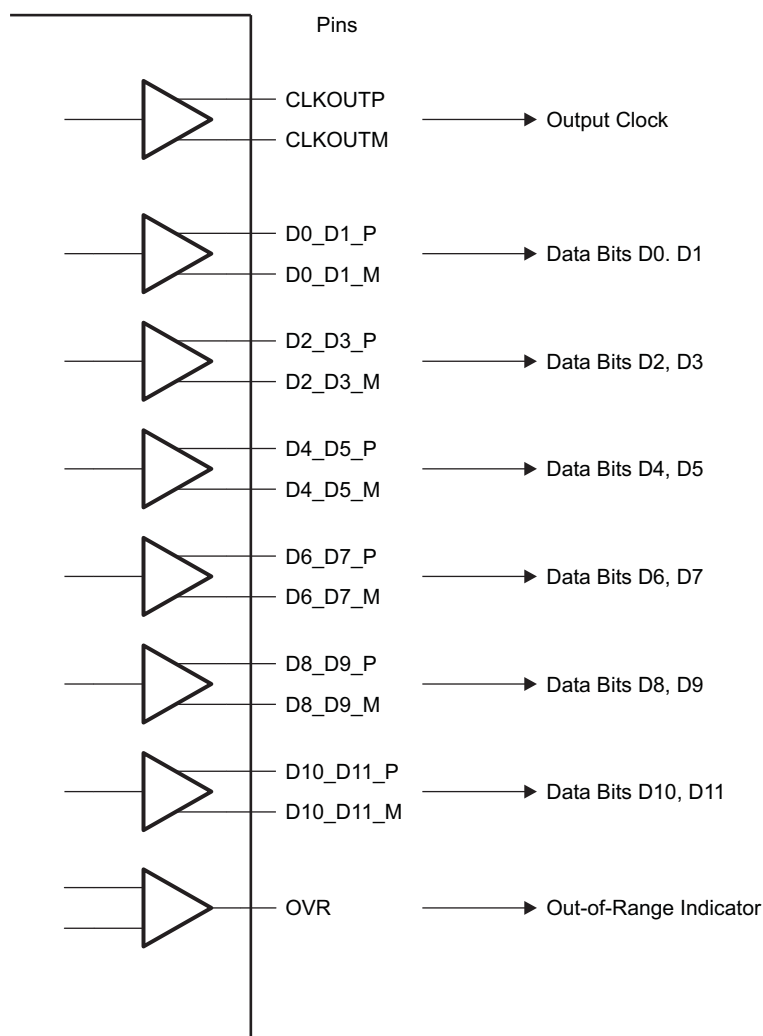 Pins
CLKOUTP
CLKOUTM
Output Clock
D0_D1_P
D0_D1_M
Data Bits D0. D1
D2_D3_P
D2_D3_M
Data Bits D2, D3
D4_D5_P
D4_D5_M
Data Bits D4, D5
D6_D7_P
D6_D7_M
Data Bits D6, D7
D8_D9_P
D8_D9_M
Data Bits D8, D9
D10_D11_P
D10_D11_M
Data Bits D10, D11
OVR
Out-of-Range Indicator